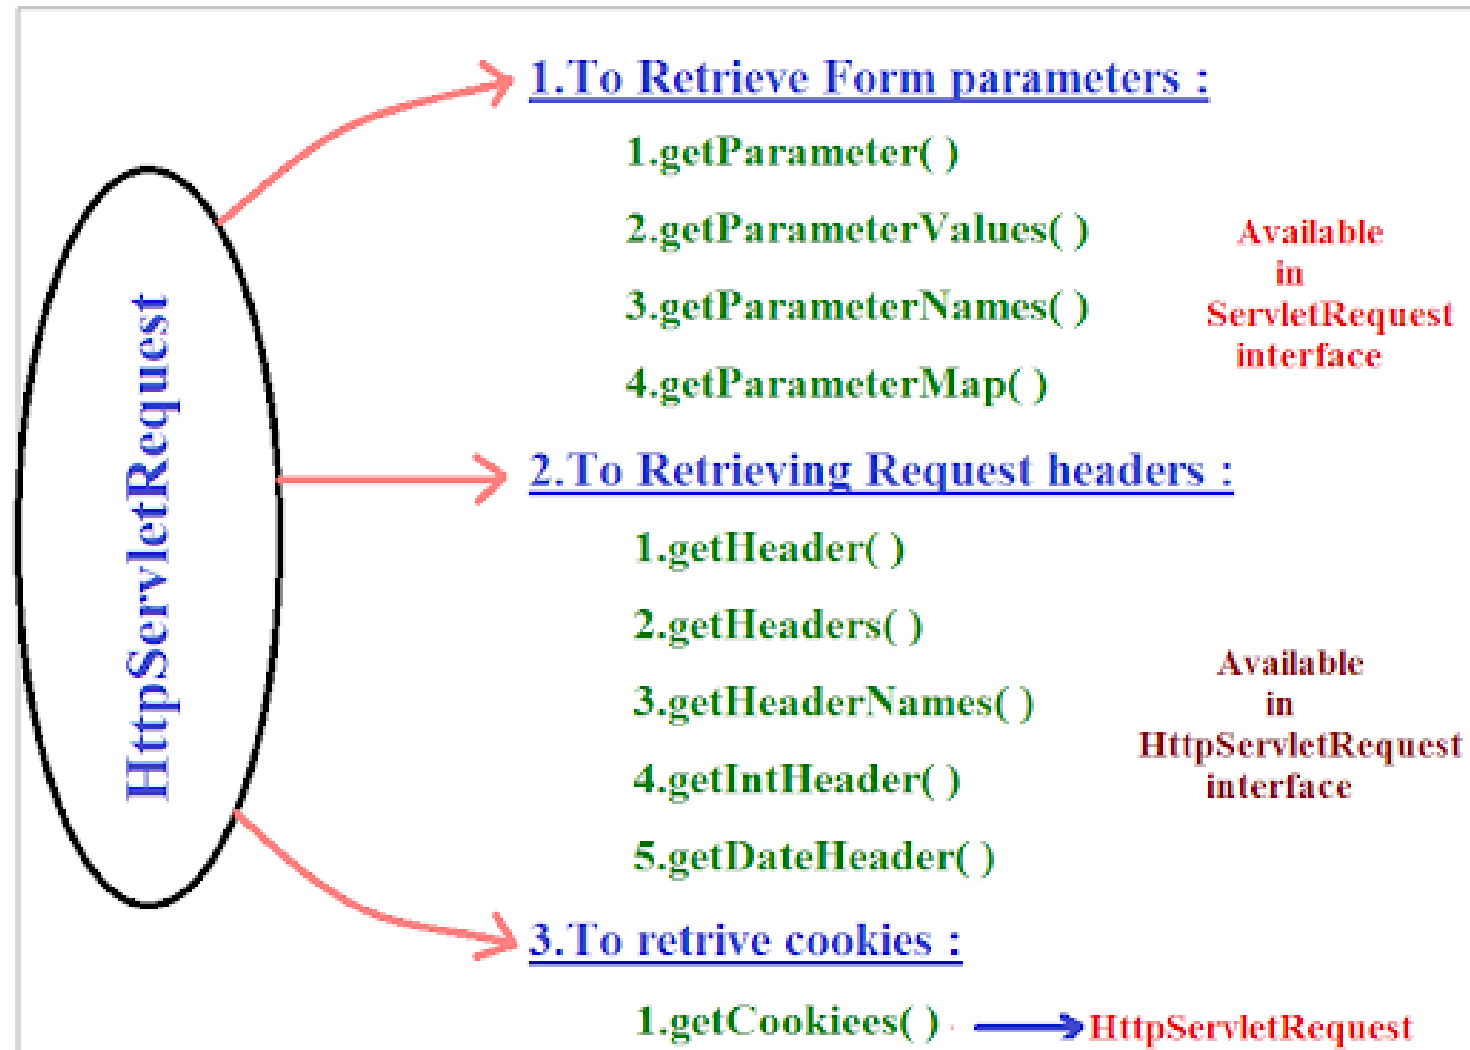 HttpServletRequest
1.To Retrieve Form parameters :
1.getParameter( )
2.getParameterValues( )
3.getParameterNames( )
4.getParameterMap( )
Available
in
ServletRequest
interface
2.To Retrieving Request headers :
1.getHeader( )
2.getHeaders( )
3.getHeaderNames( )
4.getIntHeader( )
5.getDateHeader( )
Available
in
HttpServletRequest
interface
3.To retrive cookies :
1.getCookiees( )
HttpServletRequest